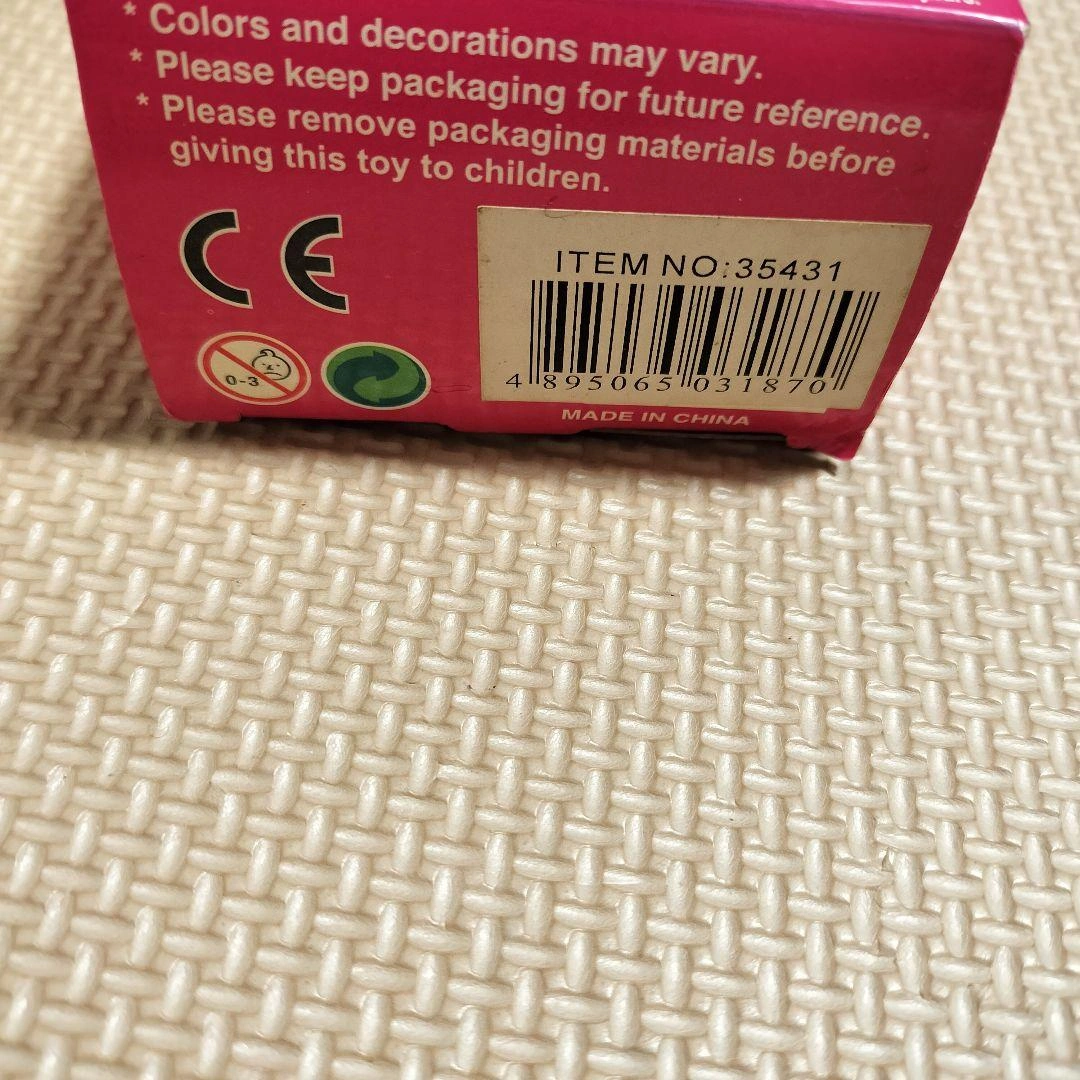 * Colors and decorations may vary.
* Please keep packaging for future reference.
* Please remove packaging materials before
giving this toy to children.
CE
ITEM NO:35431
4 895065 031870
0-3
MADE IN CHINA